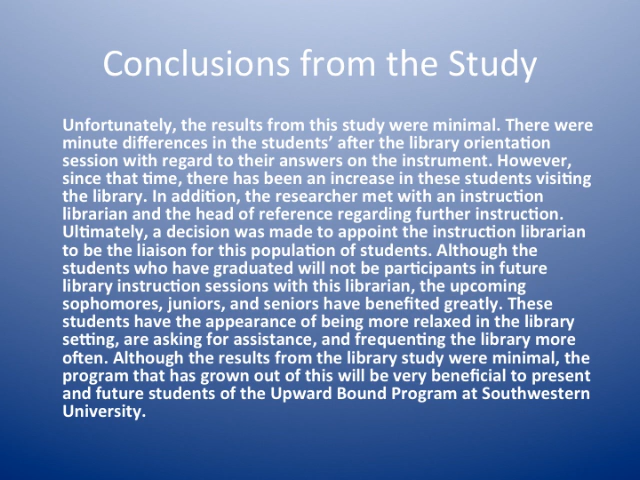 Conclusions from the Study
Unfortunately, the results from this study were minimal. There were
minute differences in the students’ after the library orientation
session with regard to their answers on the instrument. However,
since that time, there has been an increase in these students visiting
the library. In addition, the researcher met with an instruction
librarian and the head of reference regarding further instruction.
Ultimately, a decision was made to appoint the instruction librarian
to be the liaison for this population of students. Although the
students who have graduated will not be participants in future
library instruction sessions with this librarian, the upcoming
sophomores, juniors, and seniors have benefited greatly. These
students have the appearance of being more relaxed in the library
setting, are asking for assistance, and frequenting the library more
often. Although the results from the library study were minimal, the
program that has grown out of this will be very beneficial to present
and future students of the Upward Bound Program at Southwestern
University.